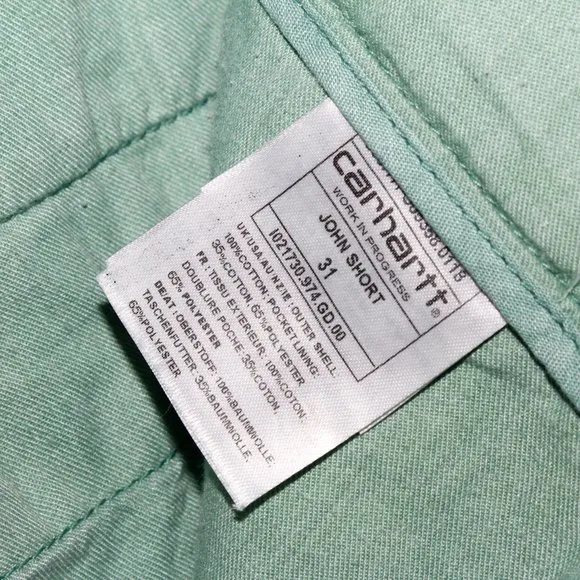 carhartt®
WORK IN PROGRESS
JOHN SHORT
31
I021730.974.GD.00
UK/USA/AU/NZ/IE:OUTER SHELL
100%COTTON; POCKET LINING:
35%COTTON,65%POLYESTER
FR: TISSU EXTERIEUR: 100%COTON;
DOUBLURE POCHE:35%COTON,
65% POLYESTER
DE/AT:OBERSTOFF:100%BAUMWOLLE,
TASCHENFUTTER:35%BAUMWOLLE,
65%POLYESTER